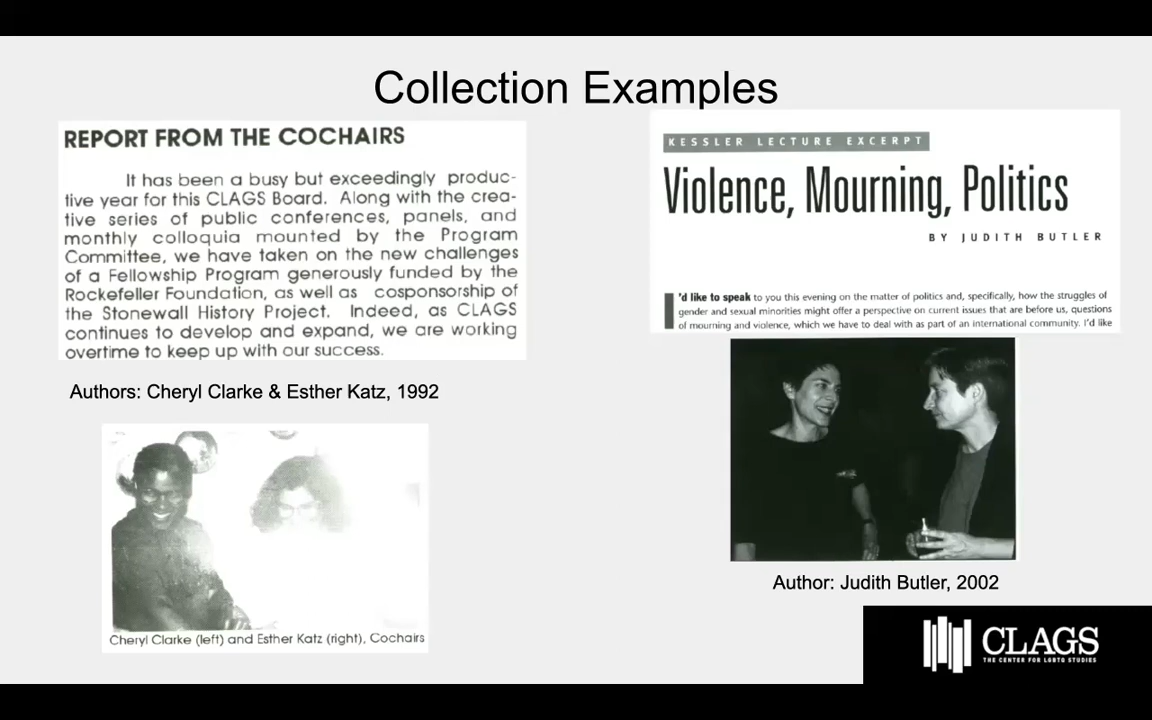 Collection Examples
REPORT FROM THE COCHAIRS
It has been a busy but exceedingly produc-
tive year for this CLAGS Board. Along with the crea-
tive series of public conferences, panels, and
monthly colloquia mounted by the Program
Committee, we have taken on the new challenges
of a Fellowship Program generously funded by the
Rockefeller Foundation, as well as cosponsorship of
the Stonewall History Project. Indeed, as CLAGS
continues to develop and expand, we are working
overtime to keep up with our success.
Authors: Cheryl Clarke & Esther Katz, 1992
Cheryl Clarke (left) and Esther Katz (right), Cochairs
KESSLER LECTURE EXCERPT
Violence, Mourning, Politics
BY JUDITH BUTLER
I'd like to speak to you this evening on the matter of politics and, specifically, how the struggles of
gender and sexual minorities might offer a perspective on current issues that are before us, questions
of mourning and violence, which we have to deal with as part of an international community. I'd like
Author: Judith Butler, 2002
CLAGS
THE CENTER FOR LGBTQ STUDIES